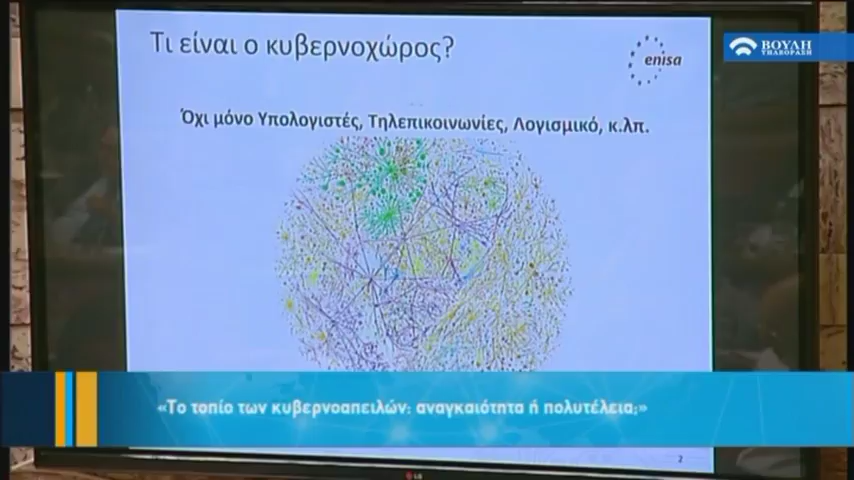 Τι είναι ο κυβερνοχώρος?
enisa
ΒΟΥΛΗ
ΤΗΛΕΟΡΑΣΗ
Όχι μόνο Υπολογιστές, Τηλεπικοινωνίες, Λογισμικό, κ.λπ.
«Το τοπίο των κυβερνοαπειλών: αναγκαιότητα ή πολυτέλεια;»
2
LG